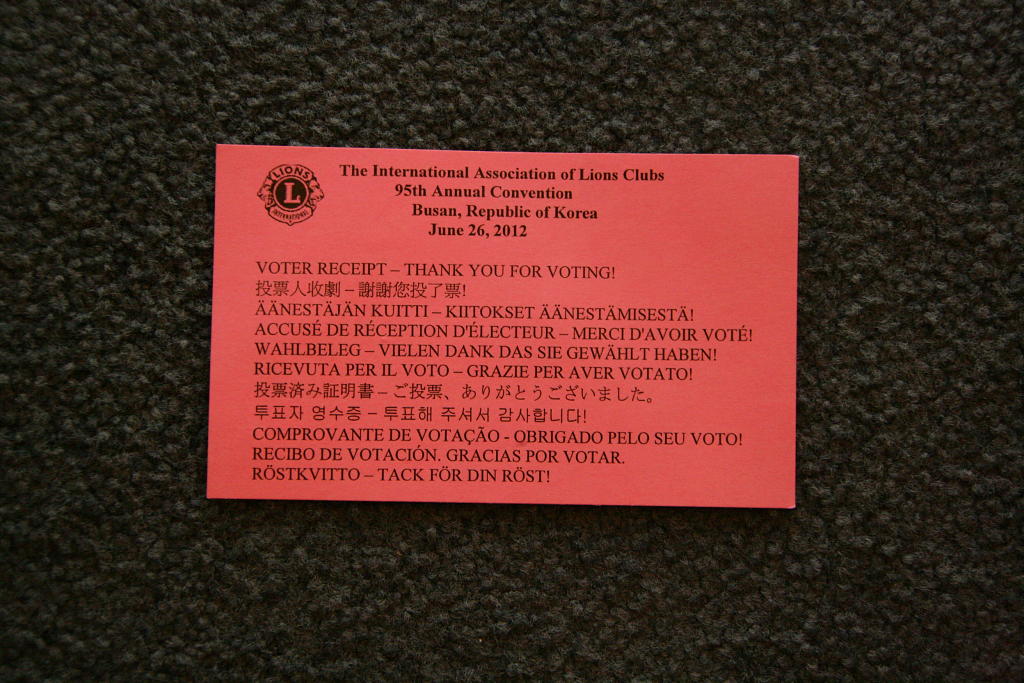 LIONS
L
INTERNATIONAL
The International Association of Lions Clubs
95th Annual Convention
Busan, Republic of Korea
June 26, 2012
VOTER RECEIPT – THANK YOU FOR VOTING!
投票人收劇 – 謝謝您投了票!
ÄÄNESTÄJÄN KUITTI – KIITOKSET ÄÄNESTÄMISESTÄ!
ACCUSÉ DE RÉCEPTION D'ÉLECTEUR – MERCI D'AVOIR VOTÉ!
WAHLBELEG – VIELEN DANK DAS SIE GEWÄHLT HABEN!
RICEVUTA PER IL VOTO – GRAZIE PER AVER VOTATO!
投票済み証明書 – ご投票、ありがとうございました。
투표자 영수증 – 투표해 주셔서 감사합니다!
COMPROVANTE DE VOTAÇÃO - OBRIGADO PELO SEU VOTO!
RECIBO DE VOTACIÓN. GRACIAS POR VOTAR.
RÖSTKVITTO – TACK FÖR DIN RÖST!